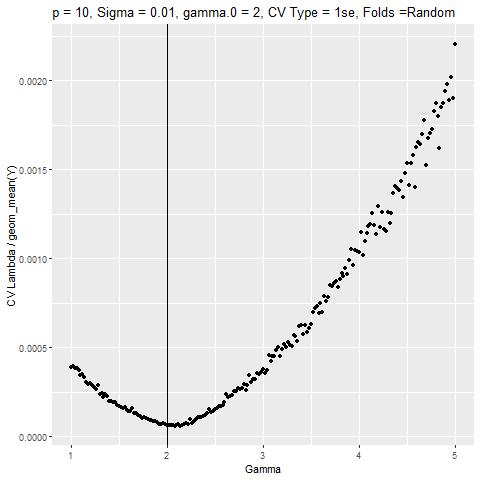 p = 10, Sigma = 0.01, gamma.0 = 2, CV Type = 1se, Folds =Random
CV Lambda / geom_mean(Y)
0.0020
0.0015
0.0010
0.0005
0.0000
1 2 3 4 5
Gamma